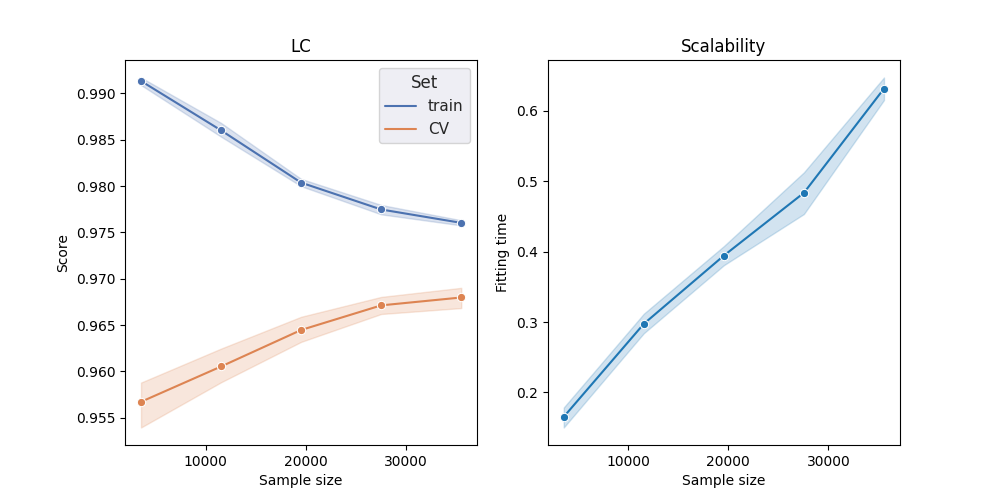 LC
Score
0.990
0.985
0.980
0.975
0.970
0.965
0.960
0.955
10000 20000 30000
Sample size
Set
train
CV
Scalability
Fitting time
0.6
0.5
0.4
0.3
0.2
10000 20000 30000
Sample size